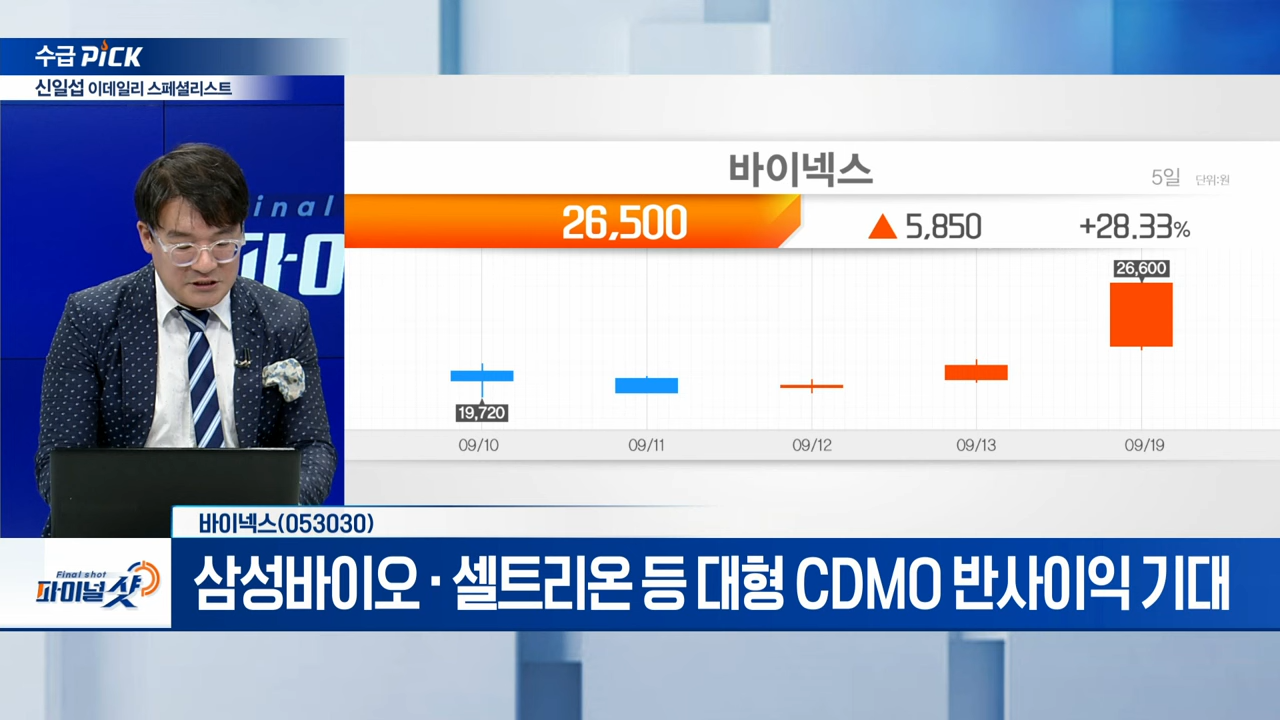 수급 PiCK
신일섭 이데일리 스페셜리스트
inal
파이
바이넥스
5일 단위:원
26,500 ▲ 5,850 +28.33%
26,600
19,720
09/10 09/11 09/12 09/13 09/19
바이넥스(053030)
Final shot
파이널샷
삼성바이오·셀트리온 등 대형 CDMO 반사이익 기대